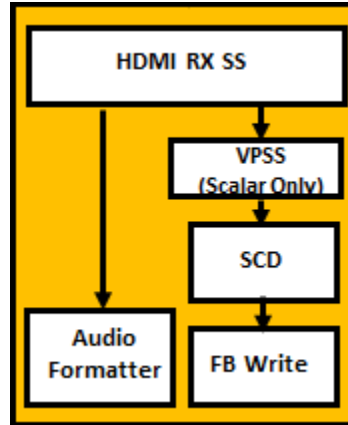 HDMI RX SS
VPSS
(Scalar Only)
SCD
Audio
Formatter
FB Write